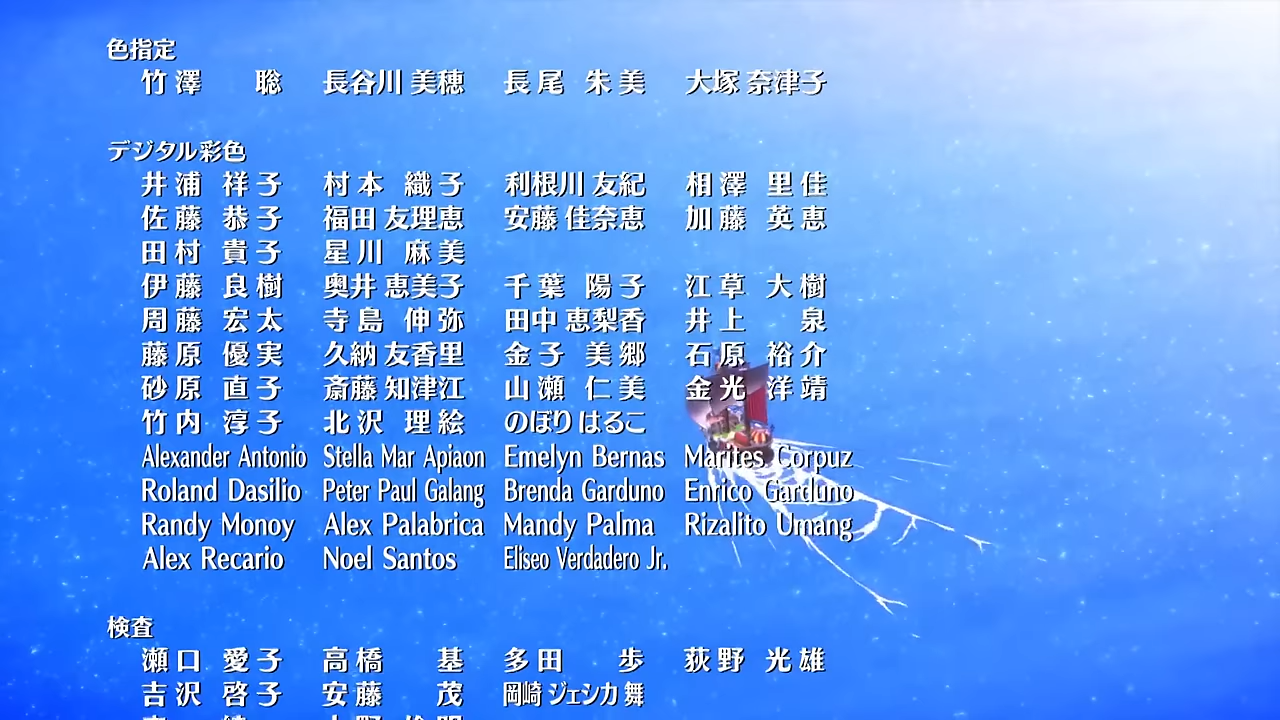 色指定
竹澤 聡 長谷川 美穂 長尾 朱美 大塚 奈津子
デジタル彩色
井浦 祥子 村本 織子 利根川 友紀 相澤 里佳
佐藤 恭子 福田 友理恵 安藤 佳奈恵 加藤 英恵
田村 貴子 星川 麻美
伊藤 良樹 奥井 恵美子 千葉 陽子 江草 大樹
周藤 宏太 寺島 伸弥 田中 恵梨香 井上 泉
藤原 優実 久納 友香里 金子 美郷 石原 裕介
砂原 直子 斎藤 知津江 山瀬 仁美 金光 洋靖
竹内 淳子 北沢 理絵 のぼり はるこ
Alexander Antonio Stella Mar Apiaon Emelyn Bernas Marites Corpuz
Roland Dasilio Peter Paul Galang Brenda Garduno Enrico Garduno
Randy Monoy Alex Palabrica Mandy Palma Rizalito Umang
Alex Recario Noel Santos Eliseo Verdadero Jr.
検査
瀬口 愛子 高橋 基 多田 歩 荻野 光雄
吉沢 啓子 安藤 茂 岡崎 ジェシカ 舞